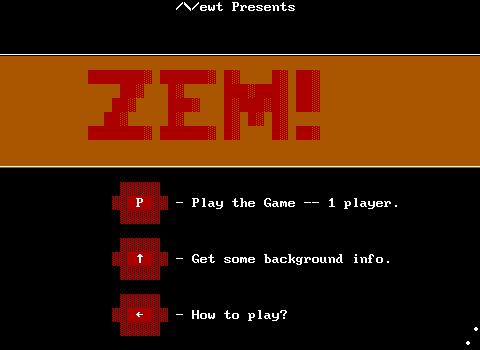 /\/ewt Presents
ZEM!
P - Play the Game -- 1 player.
↑ - Get some background info.
← - How to play?